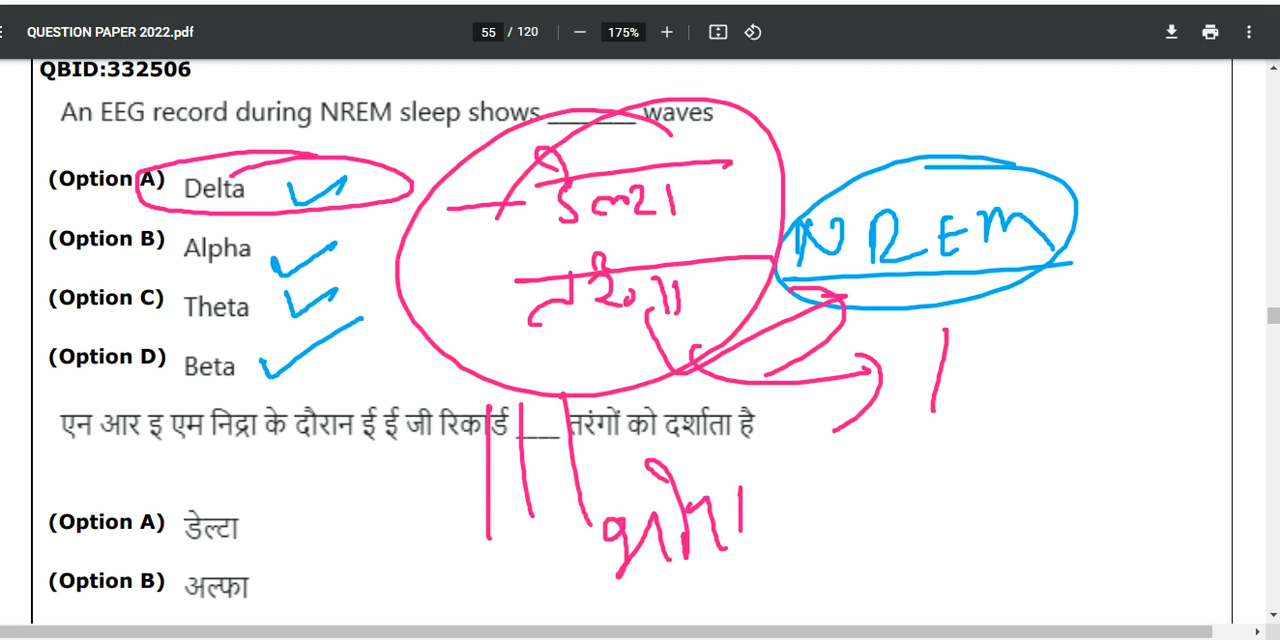 QUESTION PAPER 2022.pdf
55 / 120
175%
QBID:332506
An EEG record during NREM sleep shows ______ waves
(Option A) Delta
(Option B) Alpha
(Option C) Theta
(Option D) Beta
NREM
एन आर इ एम निद्रा के दौरान ई ई जी रिकार्ड ___ तरंगों को दर्शाता है
(Option A) डेल्टा
(Option B) अल्फा